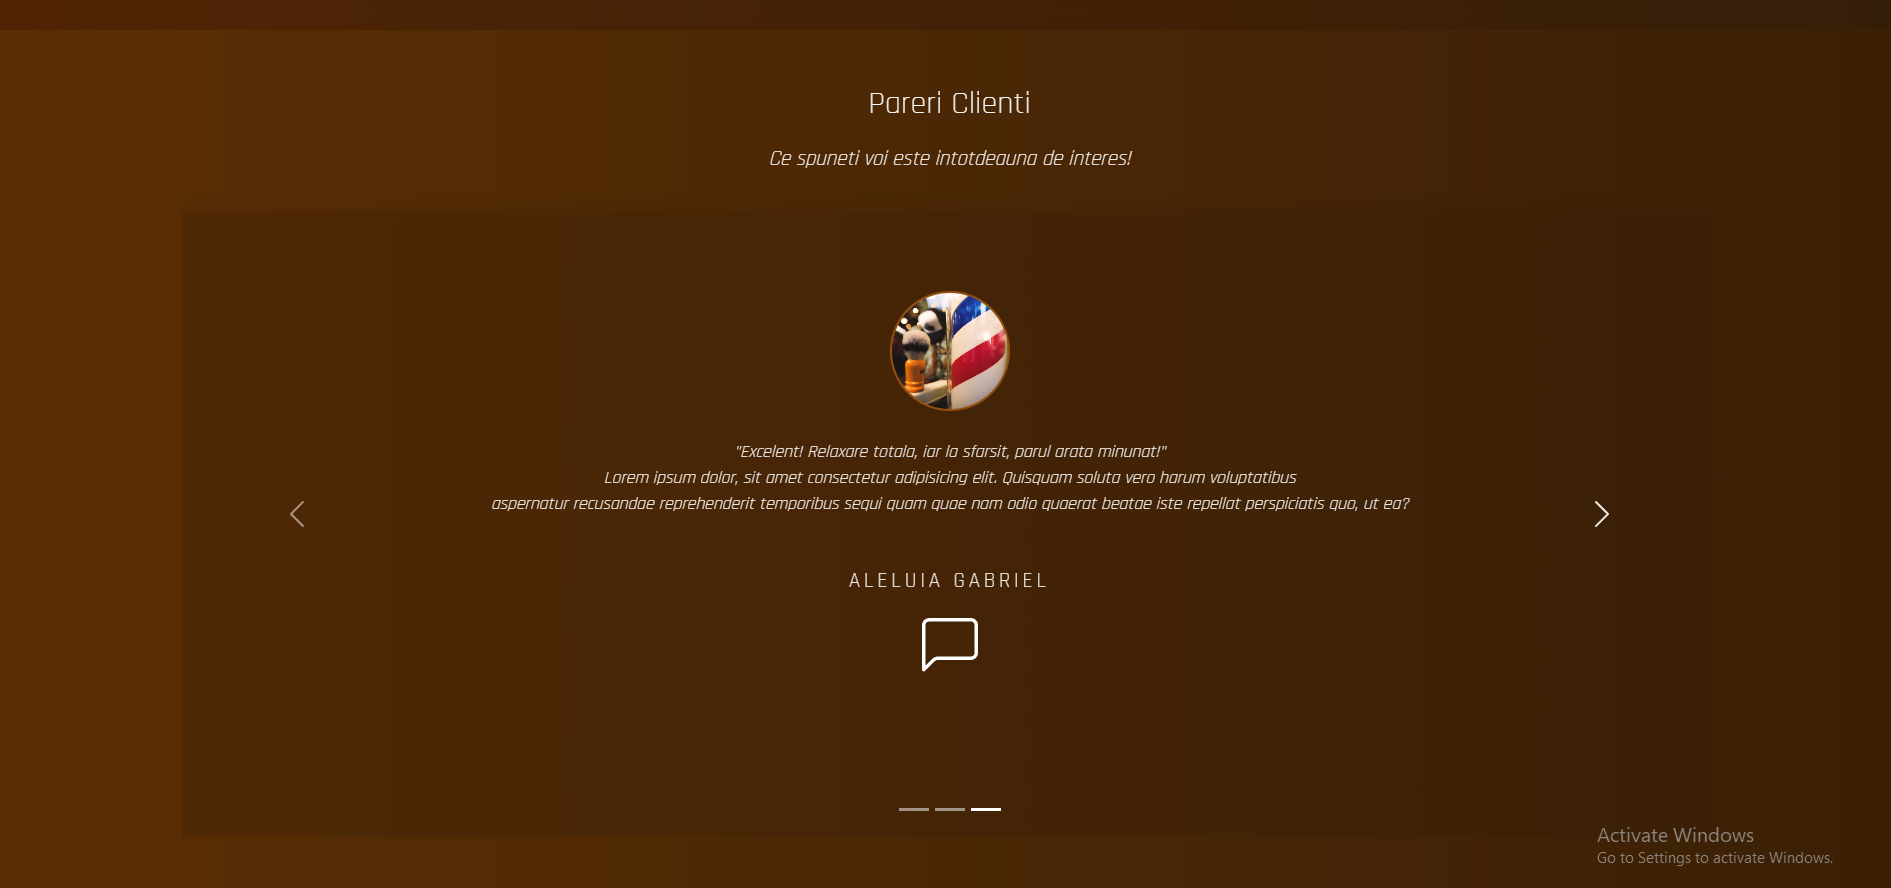 Pareri Clienti
Ce spuneti voi este intotdeauna de interes!
"Excelent! Relaxare totala, iar la sfarsit, parul arata minunat!"
Lorem ipsum dolor, sit amet consectetur adipisicing elit. Quisquam soluta vero harum voluptatibus
aspernatur recusandae reprehenderit temporibus sequi quam quae nam odio quaerat beatae iste repellat perspiciatis quo, ut ea?
ALELUIA GABRIEL
Activate Windows
Go to Settings to activate Windows.